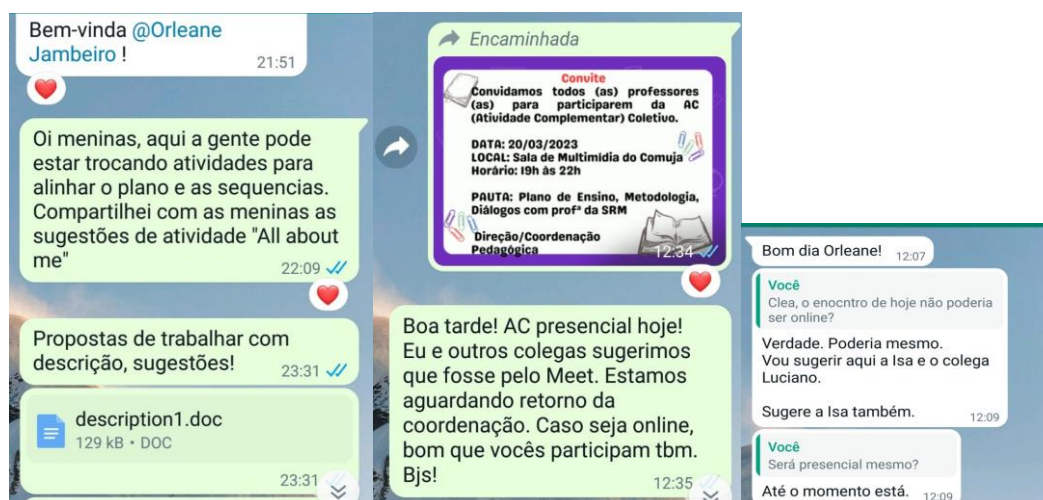 Bem-vinda @Orleane
Jambeiro !
21:51
Oi meninas, aqui a gente pode
estar trocando atividades para
alinhar o plano e as sequencias.
Compartilhei com as meninas as
sugestões de atividade "All about
me"
22:09
Propostas de trabalhar com
descrição, sugestões!
23:31
description1.doc
129 kB • DOC
23:31
Encaminhada
Convite
Convidamos todos (as) professores
(as) para participarem da AC
(Atividade Complementar) Coletivo.
DATA: 20/03/2023
LOCAL: Sala de Multimídia do Comuja
Horário: 19h às 22h
PAUTA: Plano de Ensino, Metodologia,
Diálogos com profª da SRM
Direção/Coordenação
Pedagógica
12:34
Boa tarde! AC presencial hoje!
Eu e outros colegas sugerimos
que fosse pelo Meet. Estamos
aguardando retorno da
coordenação. Caso seja online,
bom que vocês participam tbm.
Bjs!
12:35
Bom dia Orleane!
12:07
Você
Clea, o enocntro de hoje não poderia
ser online?
Verdade. Poderia mesmo.
Vou sugerir aqui a Isa e o colega
Luciano.
Sugere a Isa também.
12:09
Você
Será presencial mesmo?
Até o momento está.
12:09